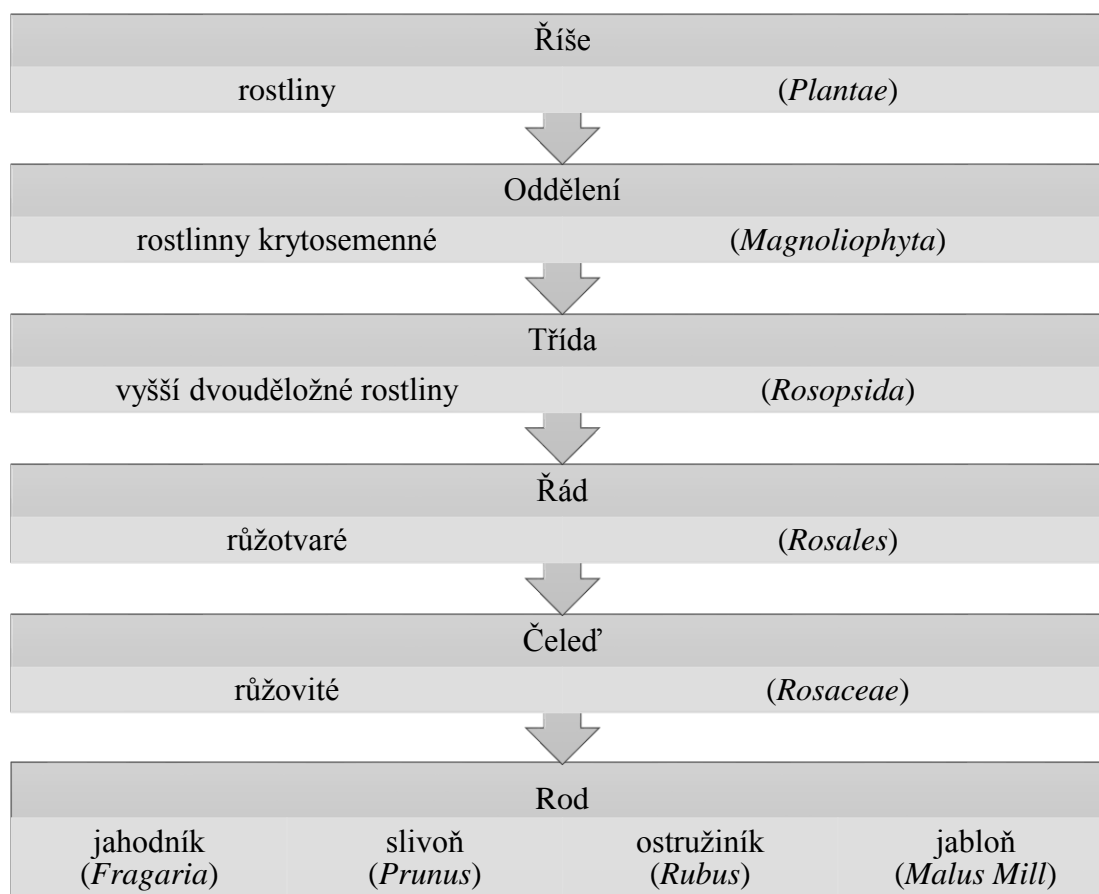 Říše
rostliny (Plantae)
Oddělení
rostlinny krytosemenné (Magnoliophyta)
Třída
vyšší dvouděložné rostliny (Rosopsida)
Řád
růžotvaré (Rosales)
Čeleď
růžovité (Rosaceae)
Rod
jahodník slivoň ostružiník jabloň
(Fragaria) (Prunus) (Rubus) (Malus Mill)